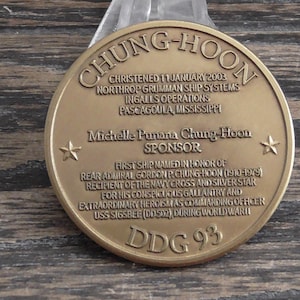 CHUNG-HOON
CHRISTENED 11 JANUARY 2003
NORTHROP GRUMMAN SHIP SYSTEMS
INGALLS OPERATIONS
PASCAGOULA, MISSISSIPPI
Michelle Punana Chung-Hoon
SPONSOR
FIRST SHIP NAMED IN HONOR OF
REAR ADMIRAL GORDON P. CHUNG-HOON (1910-1979)
RECIPIENT OF THE NAVY CROSS AND SILVER STAR
FOR HIS CONSPICUOUS GALLANTRY AND
EXTRAORDINARY HEROISM AS COMMANDING OFFICER
USS SIGSBEE (DD502) DURING WORLD WAR II
DDG 93